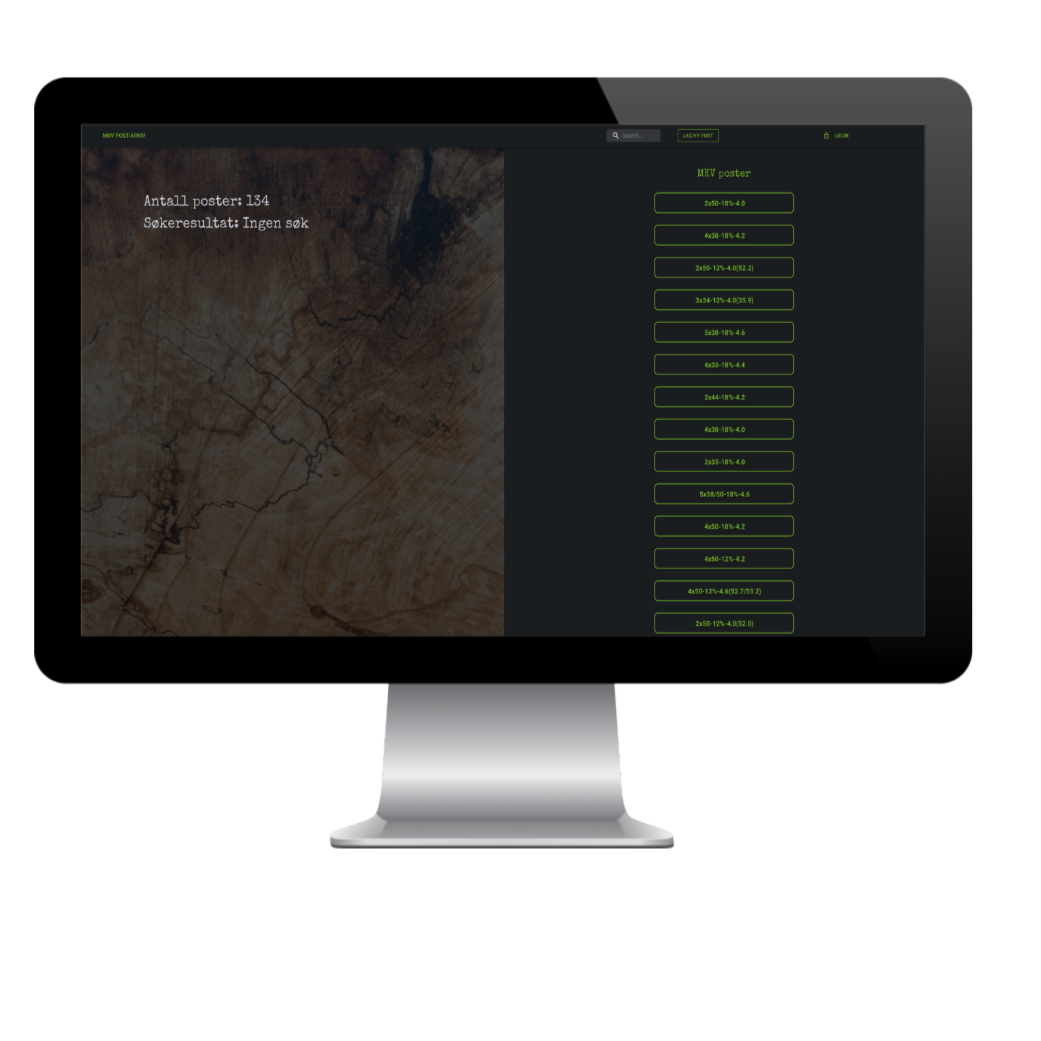 MKV POST-ARKIV
Search...
LAG NY POST
LOGIN
Antall poster: 134
Søkeresultat: Ingen søk
MKV poster
2x50-18%-4.0
4x38-18%-4.2
2x50-12%-4.0(52.2)
3x34-12%-4.0(35.9)
5x38-18%-4.6
4x33-18%-4.4
2x44-18%-4.2
4x38-18%-4.0
2x33-18%-4.0
5x38/50-18%-4.6
4x50-18%-4.2
4x50-12%-4.2
4x50-12%-4.6(52.7/53.2)
2x50-12%-4.0(52.0)